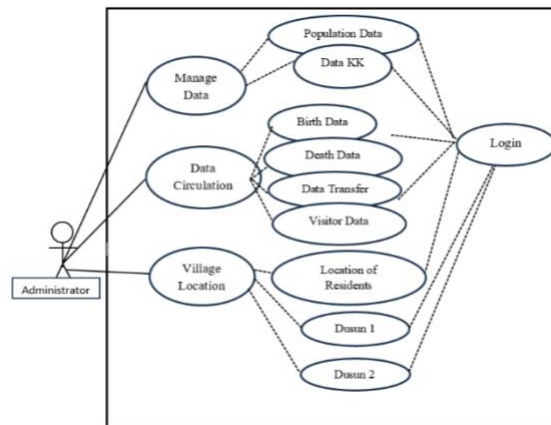 Population Data
Data KK
Manage
Data
Birth Data
Death Data
Login
Data
Circulation
Data Transfer
Visitor Data
Village
Location
Location of
Residents
Administrator
Dusun 1
Dusun 2